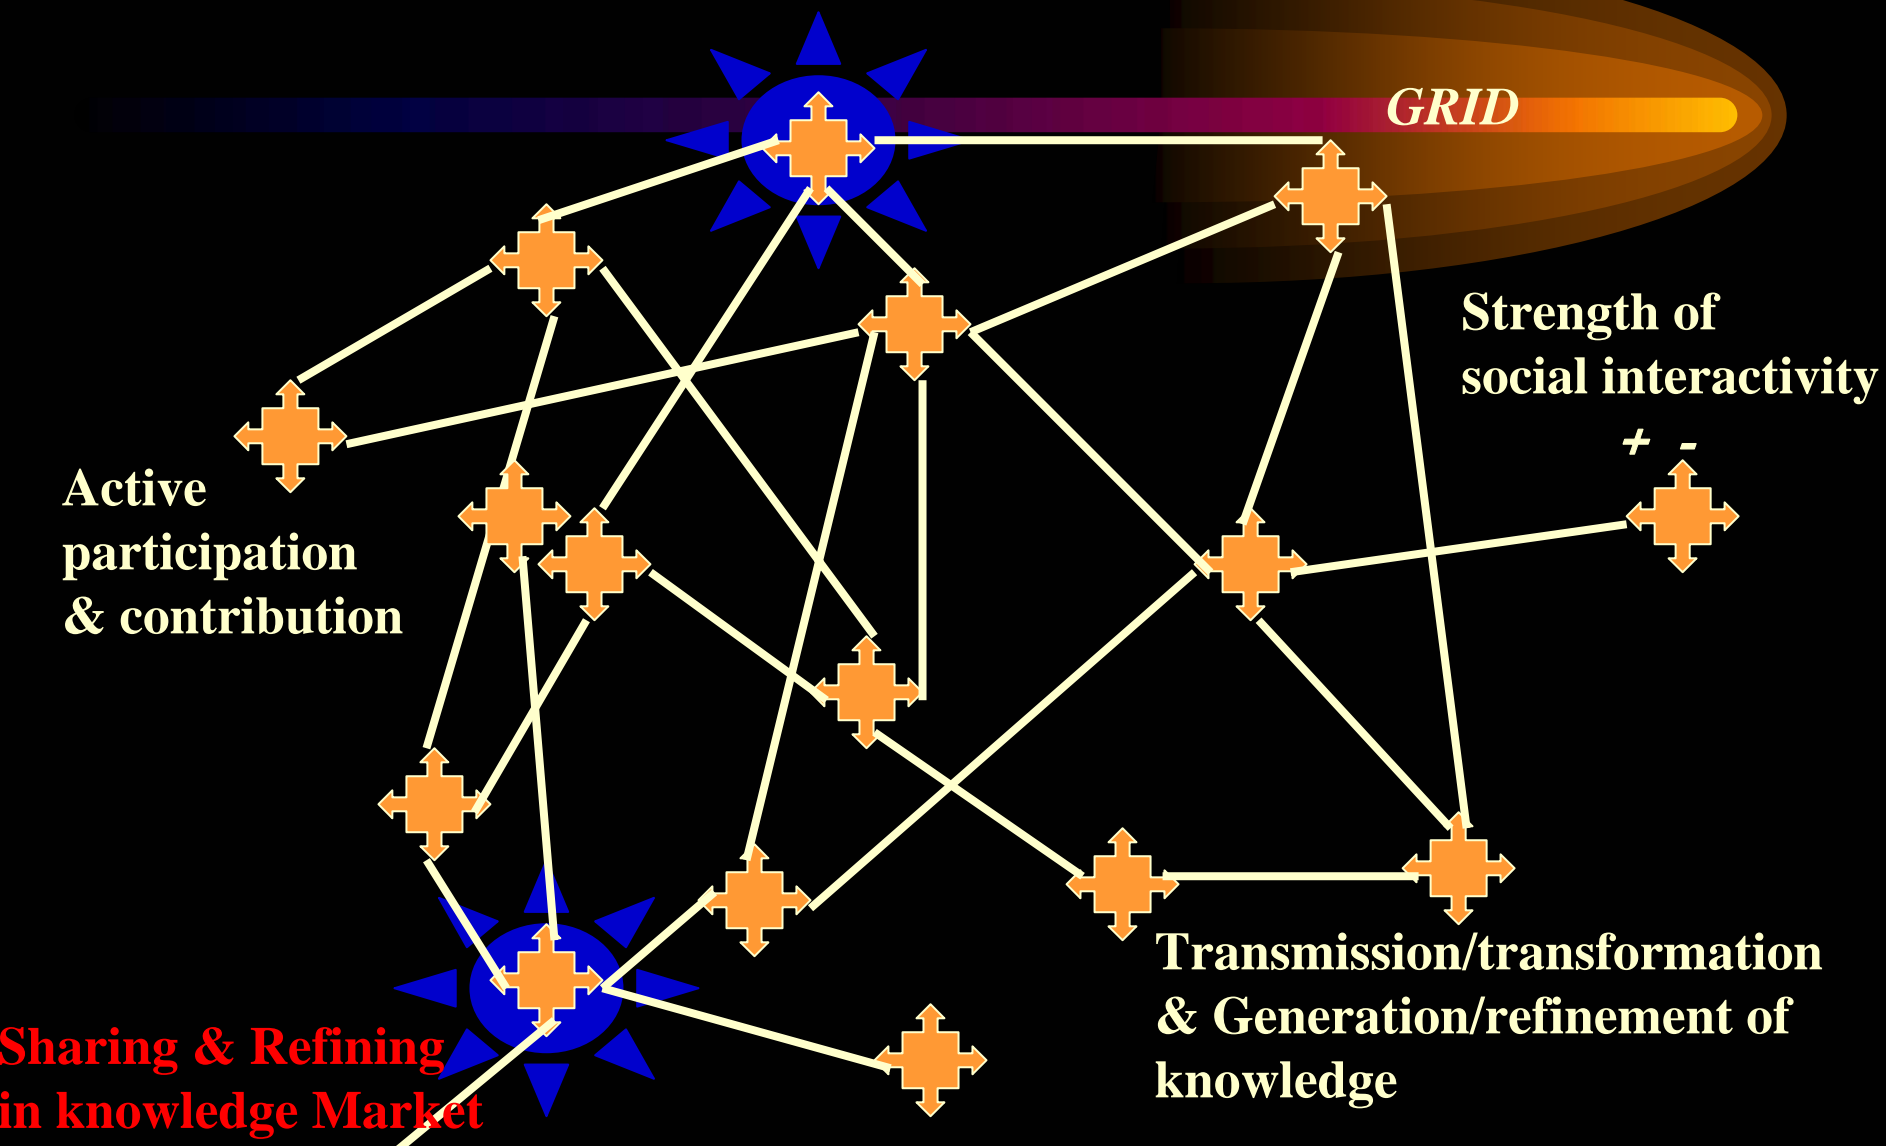 GRID
Strength of
social interactivity
+ -
Active
participation
& contribution
Transmission/transformation
& Generation/refinement of
knowledge
Sharing & Refining
in knowledge Market